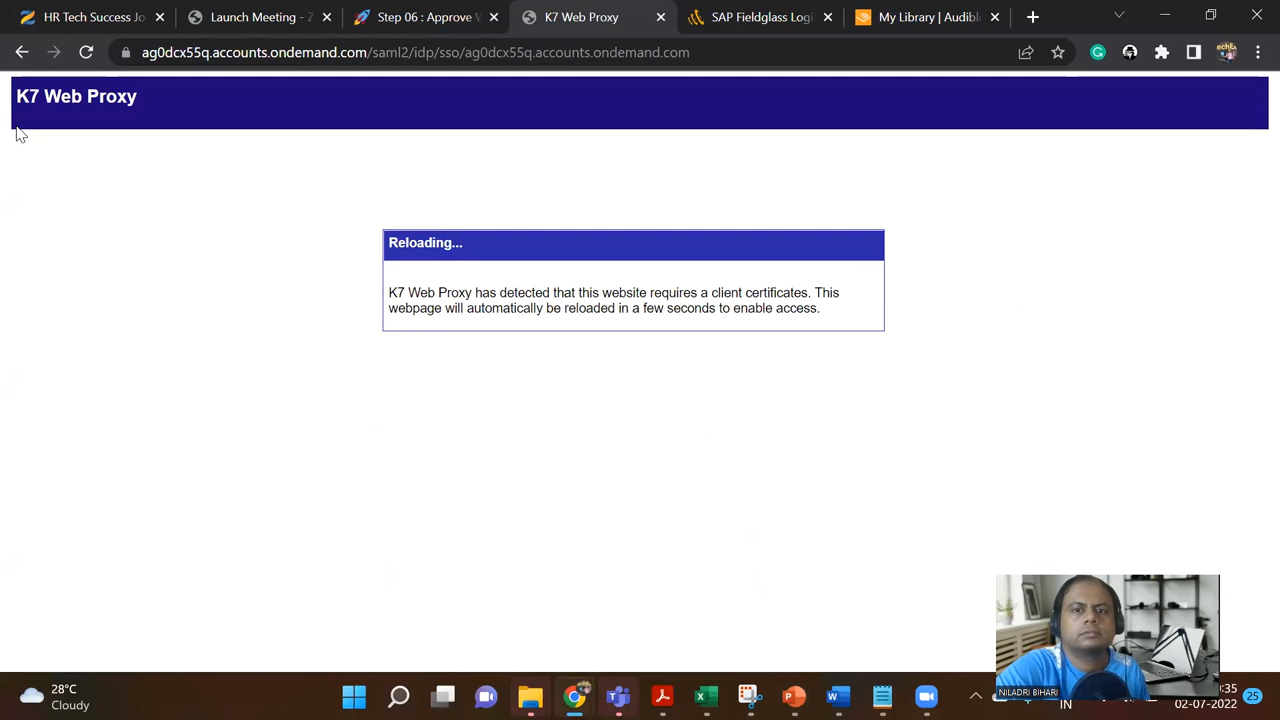 HR Tech Success Jo
Launch Meeting - Z
Step 06 : Approve W
K7 Web Proxy
SAP Fieldglass Logi
My Library | Audibl
ag0dcx55q.accounts.ondemand.com/saml2/idp/sso/ag0dcx55q.accounts.ondemand.com
K7 Web Proxy
Reloading...
K7 Web Proxy has detected that this website requires a client certificates. This
webpage will automatically be reloaded in a few seconds to enable access.
NILADRI BIHARI
28°C
Cloudy
IN
:35
02-07-2022
25